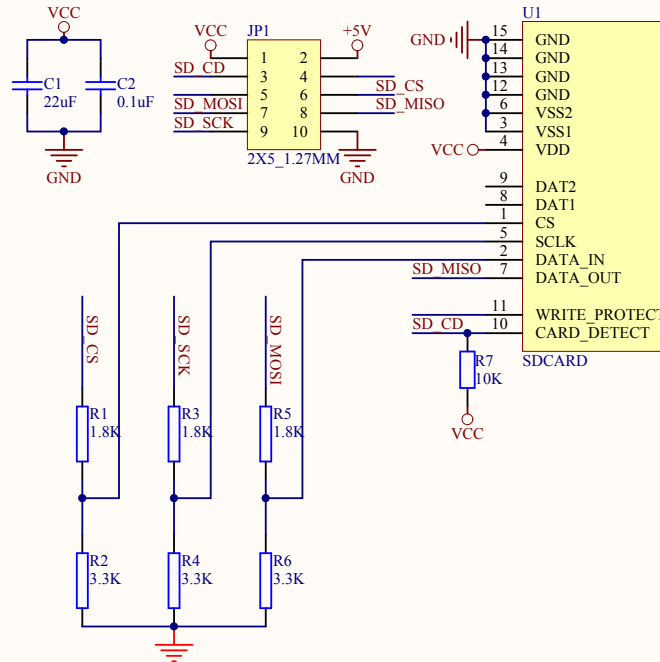 VCC
C1
22uF
C2
0.1uF
GND
JP1
VCC
+5V
1
2
SD_CD
3
4
5
6
SD_CS
SD_MOSI
7
8
SD_MISO
SD_SCK
9
10
2X5_1.27MM
GND
U1
GND
15
GND
14
GND
13
GND
12
GND
6
VSS2
3
VSS1
VCC
4
VDD
9
DAT2
8
DAT1
1
CS
5
SCLK
2
DATA_IN
SD_MISO
7
DATA_OUT
11
WRITE_PROTECT
SD_CD
10
CARD_DETECT
SDCARD
R7
10K
VCC
SD_CS
SD_SCK
SD_MOSI
R1
1.8K
R3
1.8K
R5
1.8K
R2
3.3K
R4
3.3K
R6
3.3K